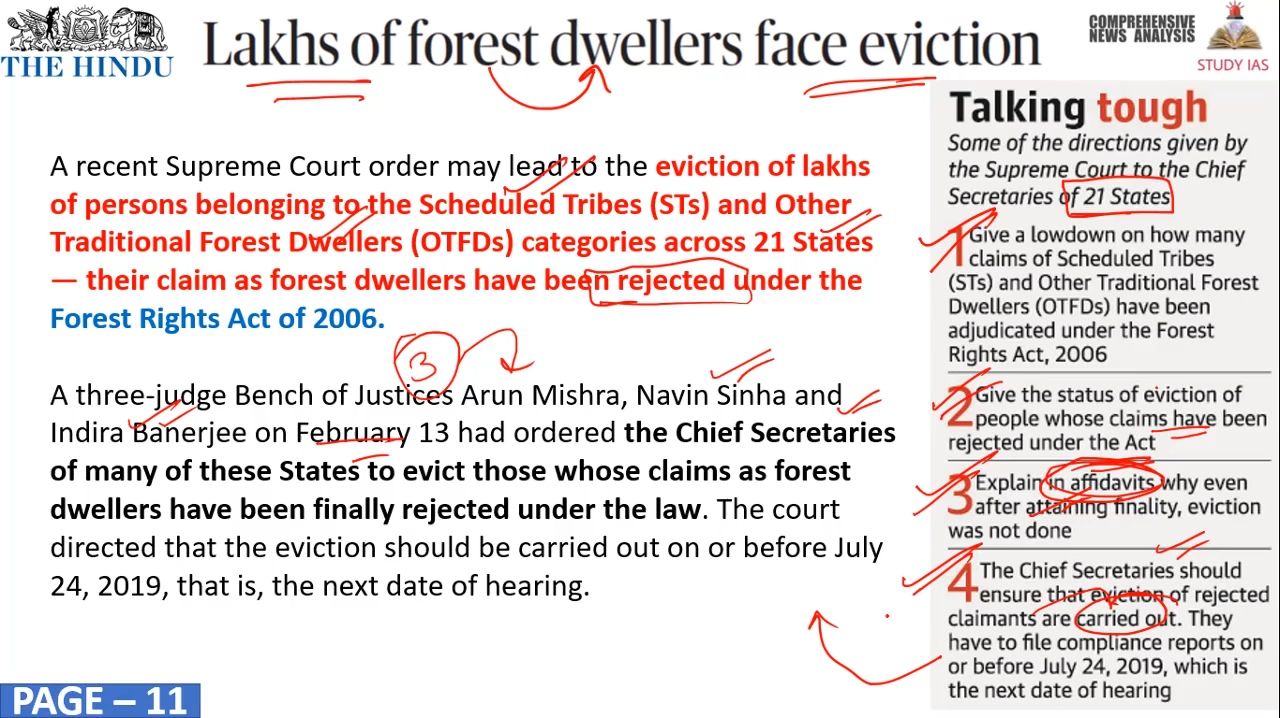 THE HINDU
Lakhs of forest dwellers face eviction
COMPREHENSIVE
NEWS ANALYSIS
STUDY IAS
A recent Supreme Court order may lead to the eviction of lakhs
of persons belonging to the Scheduled Tribes (STs) and Other
Traditional Forest Dwellers (OTFDs) categories across 21 States
— their claim as forest dwellers have been rejected under the
Forest Rights Act of 2006.
3
A three-judge Bench of Justices Arun Mishra, Navin Sinha and
Indira Banerjee on February 13 had ordered the Chief Secretaries
of many of these States to evict those whose claims as forest
dwellers have been finally rejected under the law. The court
directed that the eviction should be carried out on or before July
24, 2019, that is, the next date of hearing.
PAGE – 11
Talking tough
Some of the directions given by
the Supreme Court to the Chief
Secretaries of 21 States
1 Give a lowdown on how many
claims of Scheduled Tribes
(STs) and Other Traditional Forest
Dwellers (OTFDs) have been
adjudicated under the Forest
Rights Act, 2006
2 Give the status of eviction of
people whose claims have been
rejected under the Act
3 Explain in affidavits why even
after attaining finality, eviction
was not done
4 The Chief Secretaries should
ensure that eviction of rejected
claimants are carried out. They
have to file compliance reports on
or before July 24, 2019, which is
the next date of hearing